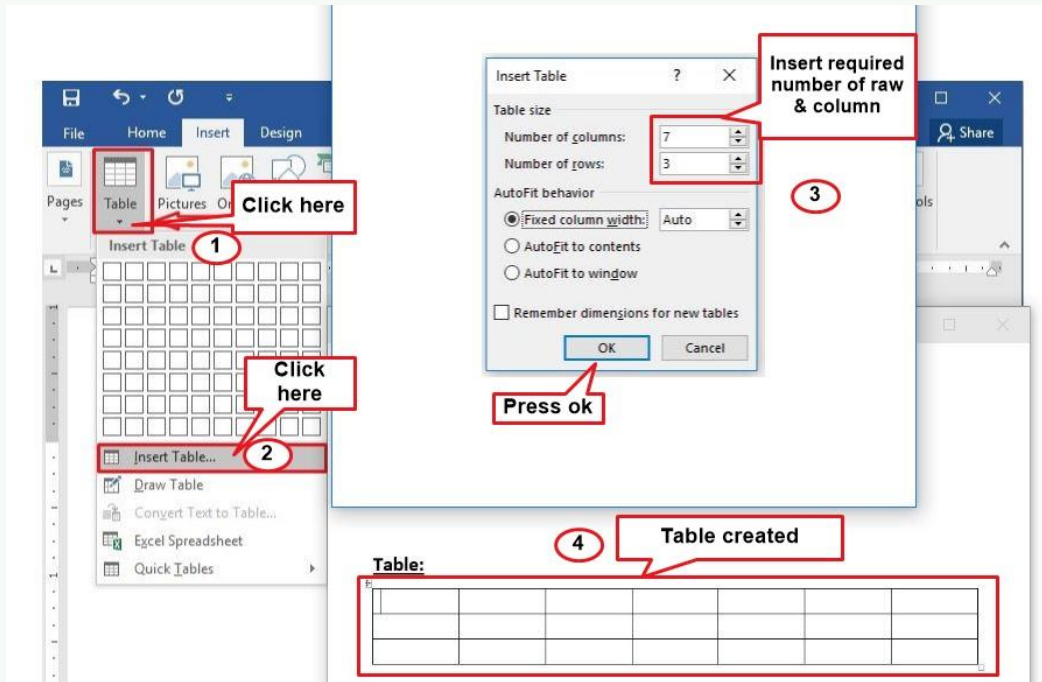 Insert Table
?
Insert required
number of raw
& column
Table size
Number of columns:
7
Number of rows:
3
3
AutoFit behavior
Fixed column width:
Auto
AutoFit to contents
AutoFit to window
Remember dimensions for new tables
OK
Cancel
Press ok
File
Home
Insert
Design
Share
Pages
Table
Pictures
Click here
1
Insert Table
Click
here
Insert Table...
2
Draw Table
Convert Text to Table...
Excel Spreadsheet
Quick Tables
4
Table created
Table: